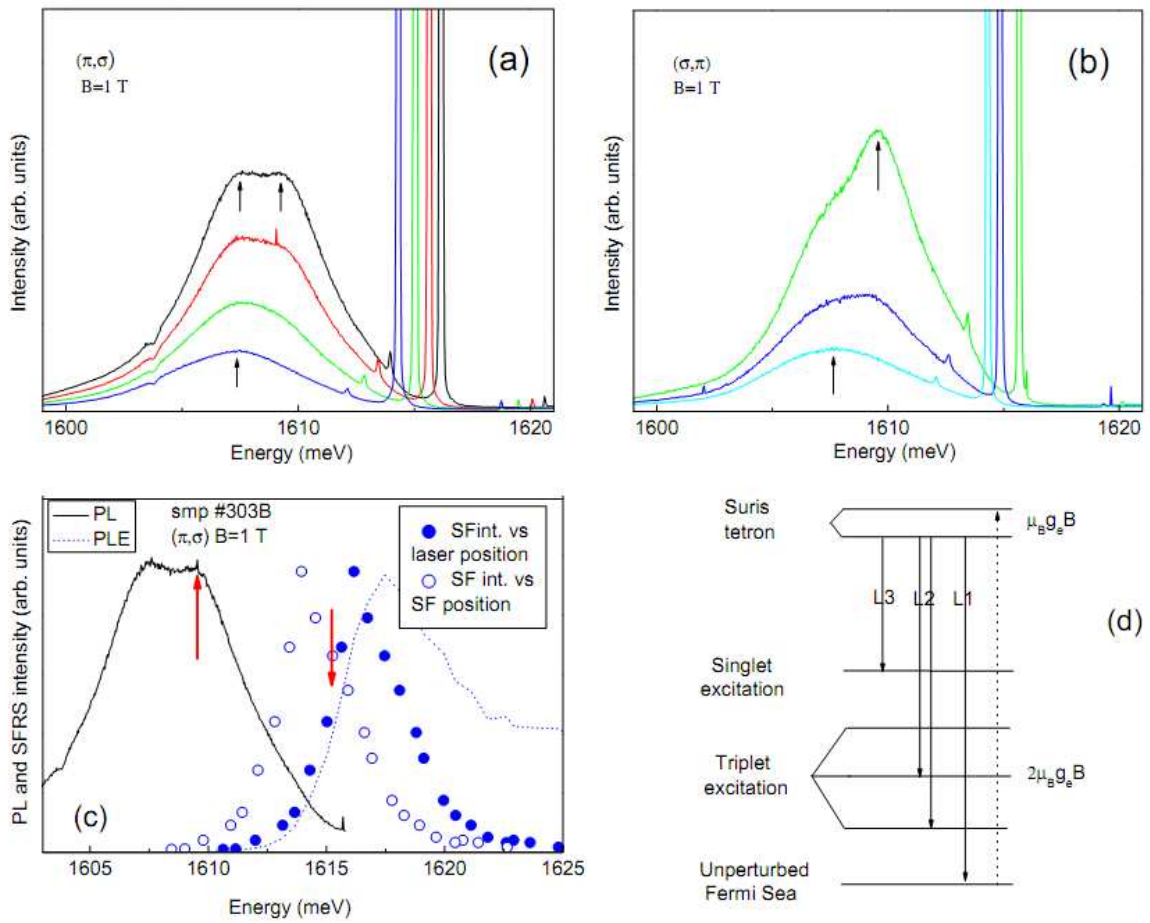 (a)
(π,σ)
B=1 T
Intensity (arb. units)
1600
1610
1620
Energy (meV)
(b)
(σ,π)
B=1 T
Intensity (arb. units)
1600
1610
1620
Energy (meV)
PL
PLE
smp #303B
(π,σ) B=1 T
SFint. vs
laser position
SF int. vs
SF position
(c)
PL and SFRS intensity (arb. units)
1605
1610
1615
1620
1625
Energy (meV)
Suris
tetron
μBgeB
L3
L2
L1
(d)
Singlet
excitation
Triplet
excitation
2μBgeB
Unperturbed
Fermi Sea